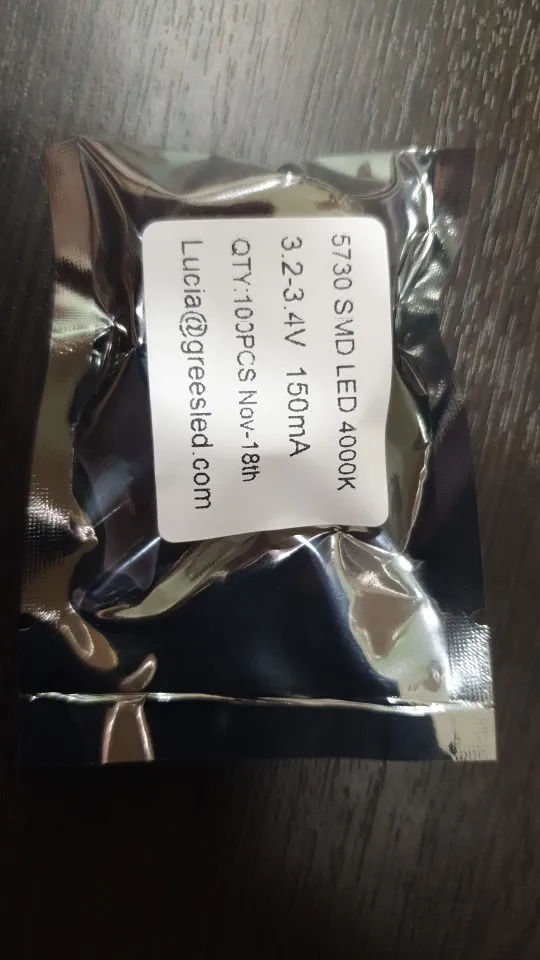 5730 SMD LED 4000K
3.2-3.4V 150mA
QTY:100PCS Nov-18th
Lucia@greesled.com